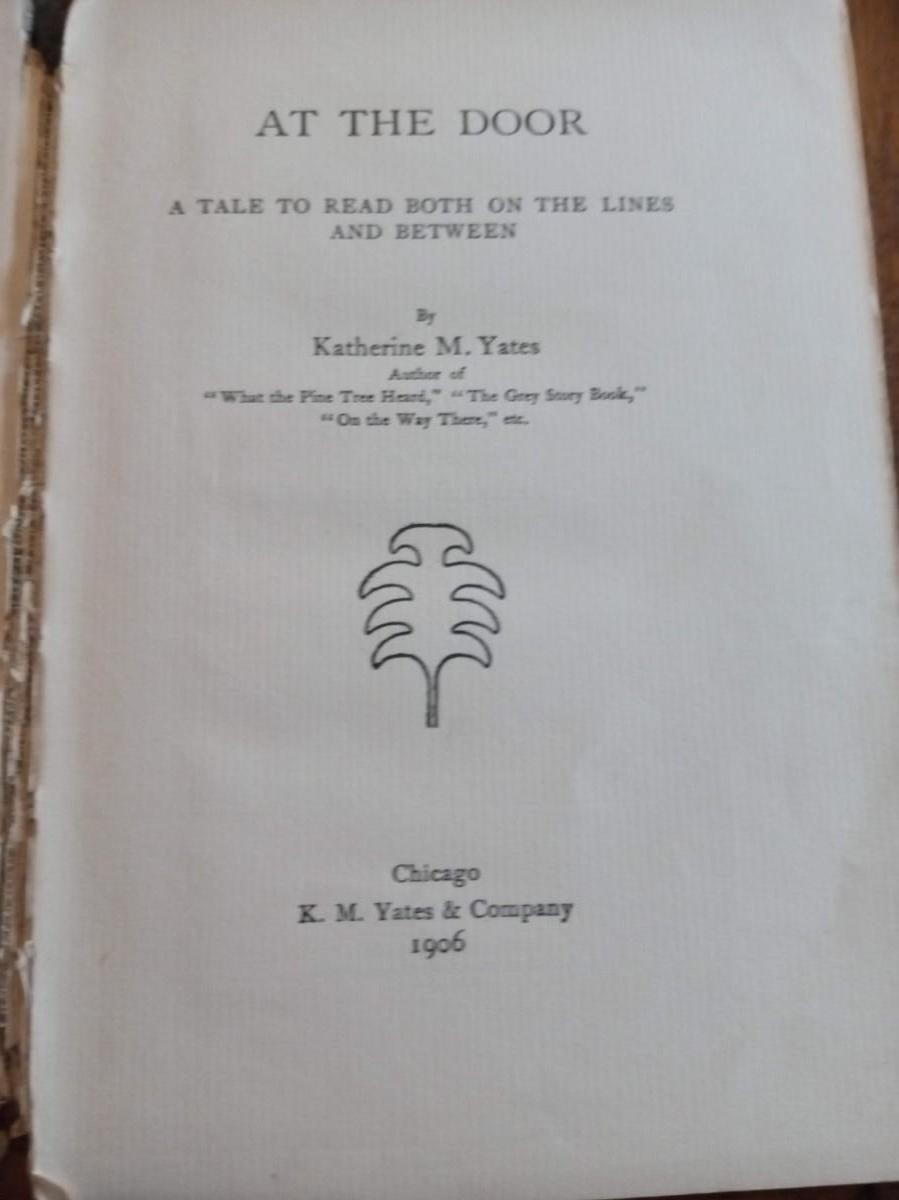 AT THE DOOR
A TALE TO READ BOTH ON THE LINES
AND BETWEEN
By
Katherine M. Yates
Author of
"What the Pine Tree Heard," "The Grey Story Book,"
"On the Way There," etc.
Chicago
K. M. Yates & Company
1906